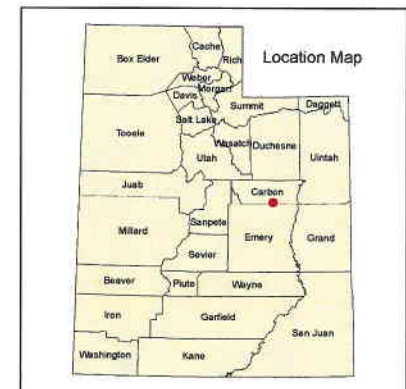 Location Map
Cache
Box Elder
Rich
Weber
Morgan
Davis
Summit
Daggett
Salt Lake
Tooele
Wasatch
Duchesne
Utah
Uintah
Juab
Carbon
Sanpete
Millard
Emery
Grand
Sevier
Beaver
Piute
Wayne
Iron
Garfield
San Juan
Washington
Kane